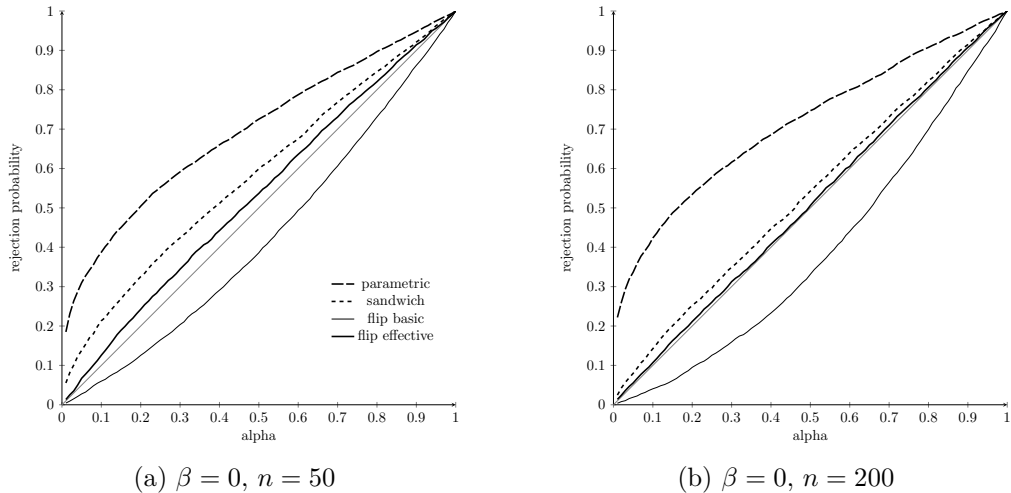 1
0.9
0.8
0.7
0.6
0.5
0.4
0.3
0.2
0.1
0
rejection probability
0 0.1 0.2 0.3 0.4 0.5 0.6 0.7 0.8 0.9 1
alpha
parametric
sandwich
flip basic
flip effective
(a) β = 0, n = 50
1
0.9
0.8
0.7
0.6
0.5
0.4
0.3
0.2
0.1
0
rejection probability
0 0.1 0.2 0.3 0.4 0.5 0.6 0.7 0.8 0.9 1
alpha
(b) β = 0, n = 200